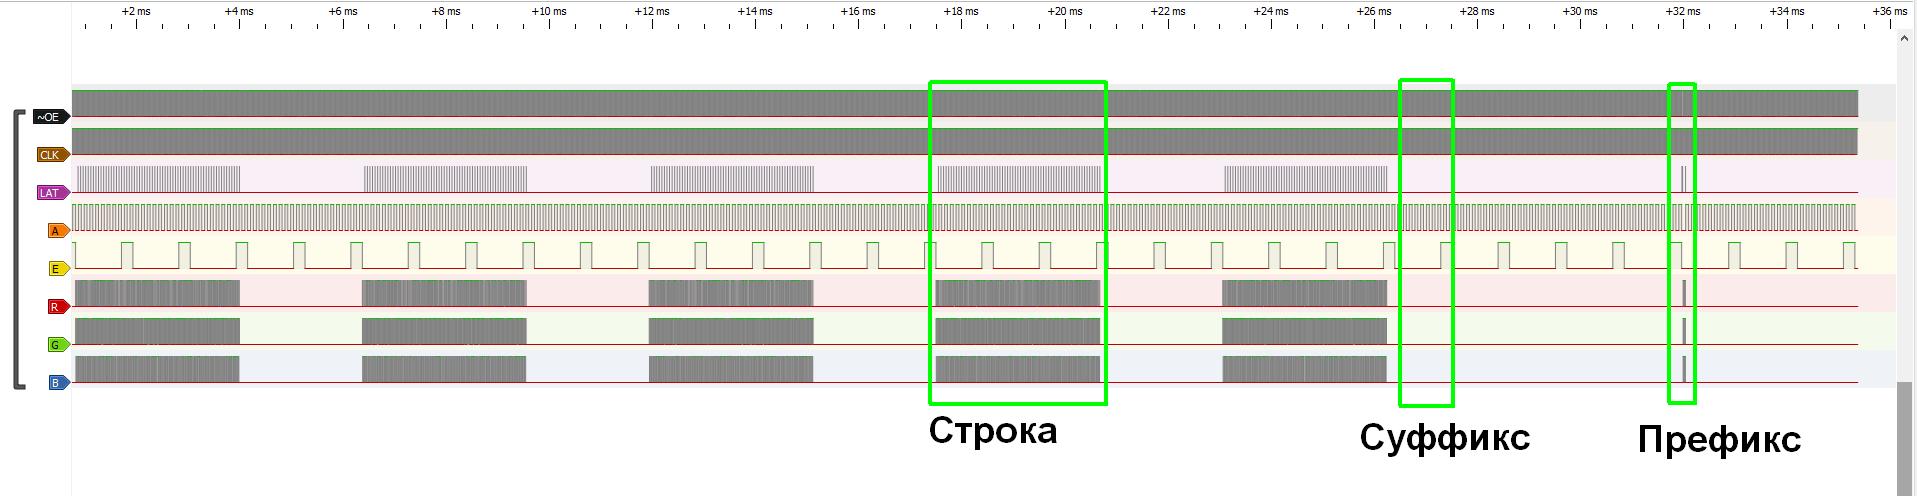 +2 ms +4 ms +6 ms +8 ms +10 ms +12 ms +14 ms +16 ms +18 ms +20 ms +22 ms +24 ms +26 ms +28 ms +30 ms +32 ms +34 ms +36 ms
~OE
CLK
LAT
A
E
R
G
B
Строка
Суффикс
Префикс